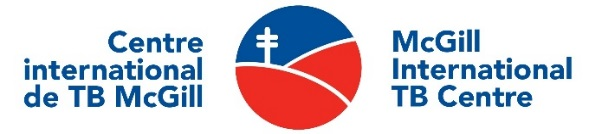 Centre
international
de TB McGill
McGill
International
TB Centre